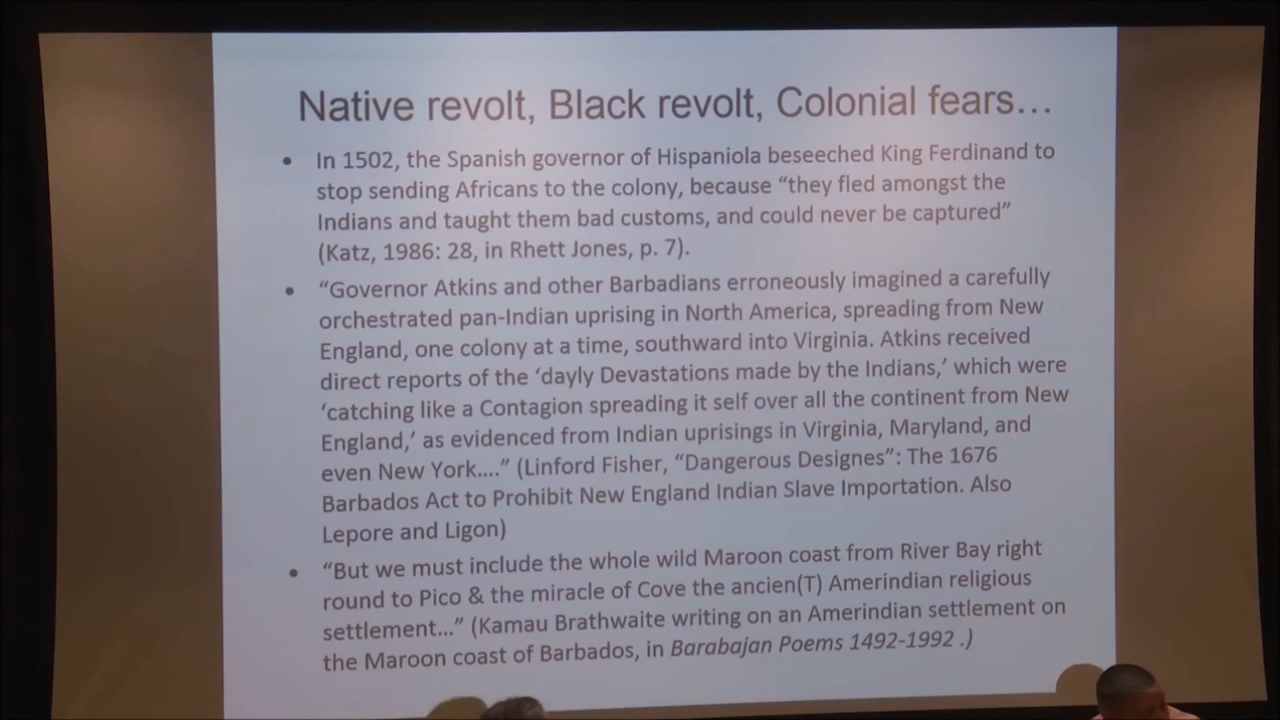 Native revolt, Black revolt, Colonial fears…
• In 1502, the Spanish governor of Hispaniola beseeched King Ferdinand to
stop sending Africans to the colony, because “they fled amongst the
Indians and taught them bad customs, and could never be captured”
(Katz, 1986: 28, in Rhett Jones, p. 7).
• “Governor Atkins and other Barbadians erroneously imagined a carefully
orchestrated pan-Indian uprising in North America, spreading from New
England, one colony at a time, southward into Virginia. Atkins received
direct reports of the ‘dayly Devastations made by the Indians,’ which were
‘catching like a Contagion spreading it self over all the continent from New
England,’ as evidenced from Indian uprisings in Virginia, Maryland, and
even New York....” (Linford Fisher, “Dangerous Designes”: The 1676
Barbados Act to Prohibit New England Indian Slave Importation. Also
Lepore and Ligon)
• “But we must include the whole wild Maroon coast from River Bay right
round to Pico & the miracle of Cove the ancien(T) Amerindian religious
settlement…” (Kamau Brathwaite writing on an Amerindian settlement on
the Maroon coast of Barbados, in Barabajan Poems 1492-1992 .)